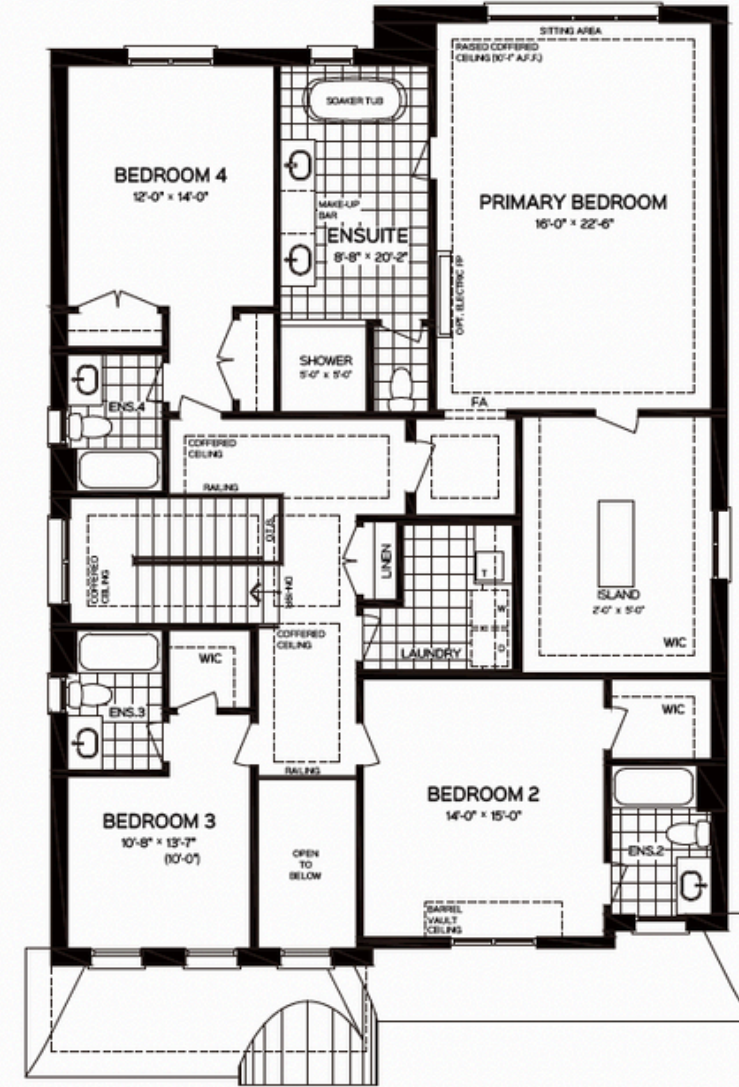 SITTING AREA
RAISED COFFERED
CEILING (10'-1" A.F.F.)
SOAKER TUB
BEDROOM 4
12'-0" x 14'-0"
MAKE-UP
BAR
ENSUITE
8'-8" x 20'-2"
PRIMARY BEDROOM
16'-0" x 22'-6"
OPT. ELECTRIC FP
SHOWER
5'-0" x 5'-0"
ENS.4
F.A
COFFERED
CEILING
RAILING
COFFERED
CEILING
O.T.B.
DN-19R
LINEN
T
W
D
LAUNDRY
ISLAND
2'-0" x 5'-0"
WIC
COFFERED
CEILING
WIC
ENS.3
WIC
RAILING
BEDROOM 3
10'-8" x 13'-7"
(10'-0")
OPEN
TO
BELOW
BEDROOM 2
14'-0" x 15'-0"
ENS.2
BARREL
VAULT
CEILING